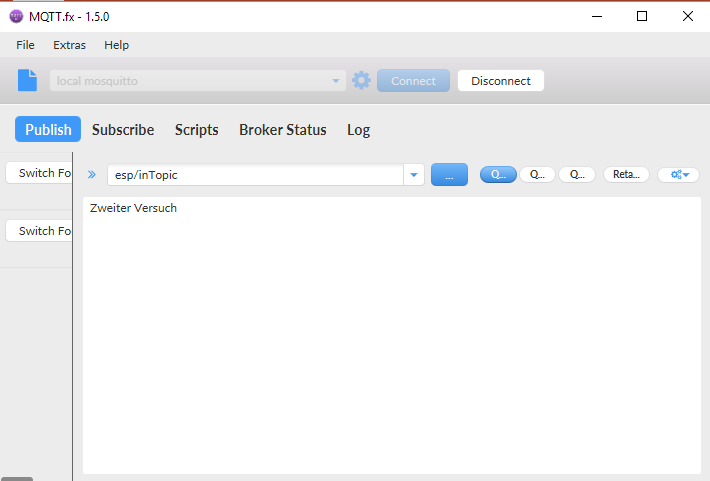 MQTT.fx - 1.5.0
File Extras Help
local mosquitto Connect Disconnect
Publish Subscribe Scripts Broker Status Log
Switch Fo esp/inTopic ... Q... Q... Q... Reta...
Zweiter Versuch
Switch Fo